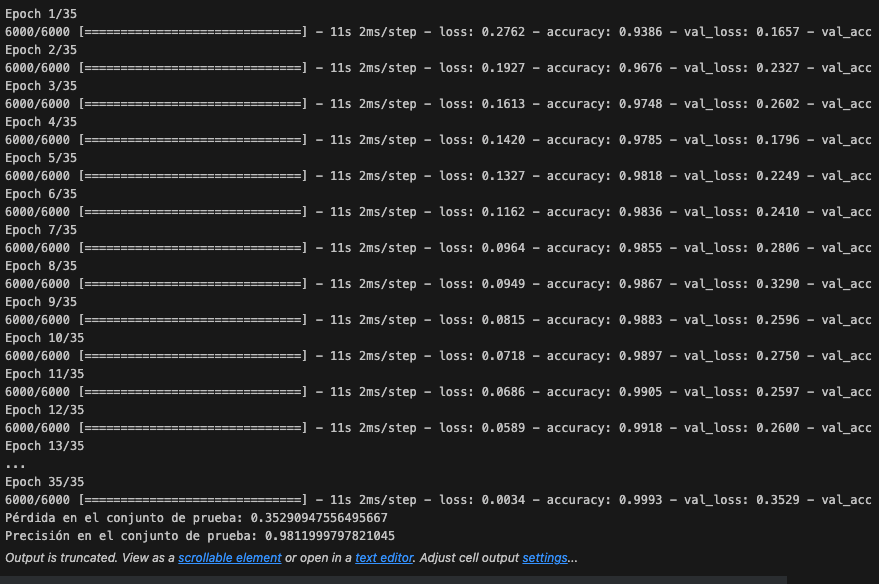 Epoch 1/35
6000/6000 [==============================] - 11s 2ms/step - loss: 0.2762 - accuracy: 0.9386 - val_loss: 0.1657 - val_acc
Epoch 2/35
6000/6000 [==============================] - 11s 2ms/step - loss: 0.1927 - accuracy: 0.9676 - val_loss: 0.2327 - val_acc
Epoch 3/35
6000/6000 [==============================] - 11s 2ms/step - loss: 0.1613 - accuracy: 0.9748 - val_loss: 0.2602 - val_acc
Epoch 4/35
6000/6000 [==============================] - 11s 2ms/step - loss: 0.1420 - accuracy: 0.9785 - val_loss: 0.1796 - val_acc
Epoch 5/35
6000/6000 [==============================] - 11s 2ms/step - loss: 0.1327 - accuracy: 0.9818 - val_loss: 0.2249 - val_acc
Epoch 6/35
6000/6000 [==============================] - 11s 2ms/step - loss: 0.1162 - accuracy: 0.9836 - val_loss: 0.2410 - val_acc
Epoch 7/35
6000/6000 [==============================] - 11s 2ms/step - loss: 0.0964 - accuracy: 0.9855 - val_loss: 0.2806 - val_acc
Epoch 8/35
6000/6000 [==============================] - 11s 2ms/step - loss: 0.0949 - accuracy: 0.9867 - val_loss: 0.3290 - val_acc
Epoch 9/35
6000/6000 [==============================] - 11s 2ms/step - loss: 0.0815 - accuracy: 0.9883 - val_loss: 0.2596 - val_acc
Epoch 10/35
6000/6000 [==============================] - 11s 2ms/step - loss: 0.0718 - accuracy: 0.9897 - val_loss: 0.2750 - val_acc
Epoch 11/35
6000/6000 [==============================] - 11s 2ms/step - loss: 0.0686 - accuracy: 0.9905 - val_loss: 0.2597 - val_acc
Epoch 12/35
6000/6000 [==============================] - 11s 2ms/step - loss: 0.0589 - accuracy: 0.9918 - val_loss: 0.2600 - val_acc
Epoch 13/35
...
Epoch 35/35
6000/6000 [==============================] - 11s 2ms/step - loss: 0.0034 - accuracy: 0.9993 - val_loss: 0.3529 - val_acc
Pérdida en el conjunto de prueba: 0.35290947556495667
Precisión en el conjunto de prueba: 0.9811999797821045
Output is truncated. View as a scrollable element or open in a text editor. Adjust cell output settings...